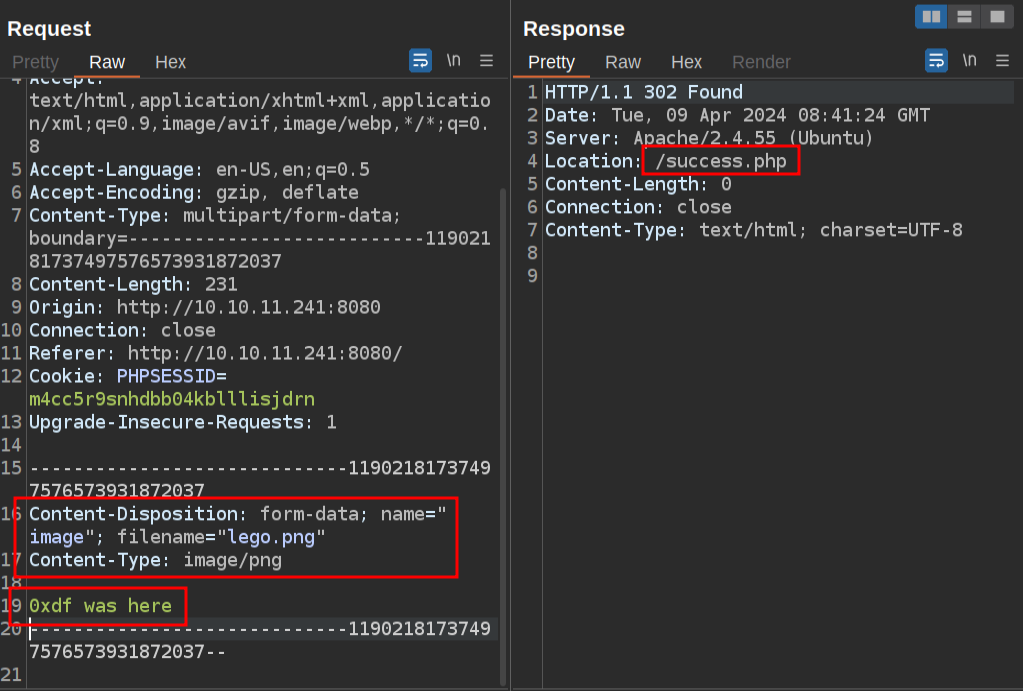 Request
Pretty Raw Hex \n
4 Accept:
text/html,application/xhtml+xml,applicatio
n/xml;q=0.9,image/avif,image/webp,*/*;q=0.
8
5 Accept-Language: en-US,en;q=0.5
6 Accept-Encoding: gzip, deflate
7 Content-Type: multipart/form-data;
boundary=---------------------------119021
81737497576573931872037
8 Content-Length: 231
9 Origin: http://10.10.11.241:8080
10 Connection: close
11 Referer: http://10.10.11.241:8080/
12 Cookie: PHPSESSID=
m4cc5r9snhdbb04kblllisjdrn
13 Upgrade-Insecure-Requests: 1
14
15 -----------------------------1190218173749
7576573931872037
16 Content-Disposition: form-data; name="
image"; filename="lego.png"
17 Content-Type: image/png
18
19 0xdf was here
20 -----------------------------1190218173749
7576573931872037--
21
Response
Pretty Raw Hex Render \n
1 HTTP/1.1 302 Found
2 Date: Tue, 09 Apr 2024 08:41:24 GMT
3 Server: Apache/2.4.55 (Ubuntu)
4 Location: /success.php
5 Content-Length: 0
6 Connection: close
7 Content-Type: text/html; charset=UTF-8
8
9